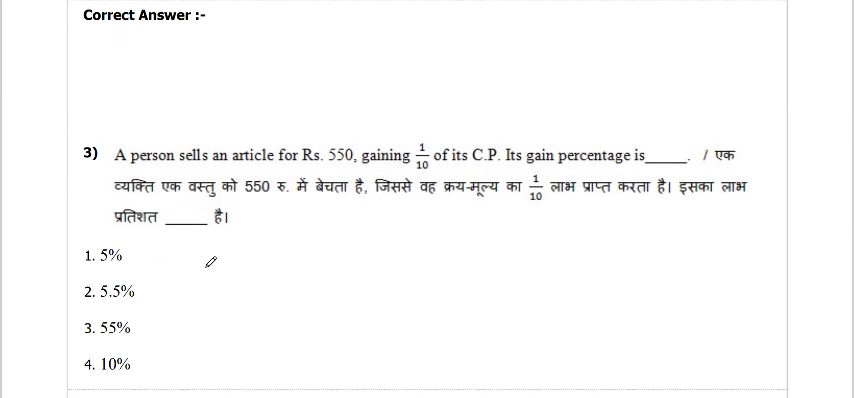 Correct Answer :-
3) A person sells an article for Rs. 550, gaining 1/10 of its C.P. Its gain percentage is_____. / एक
व्यक्ति एक वस्तु को 550 रु. में बेचता है, जिससे वह क्रय-मूल्य का 1/10 लाभ प्राप्त करता है। इसका लाभ
प्रतिशत _____ है।
1. 5%
2. 5.5%
3. 55%
4. 10%